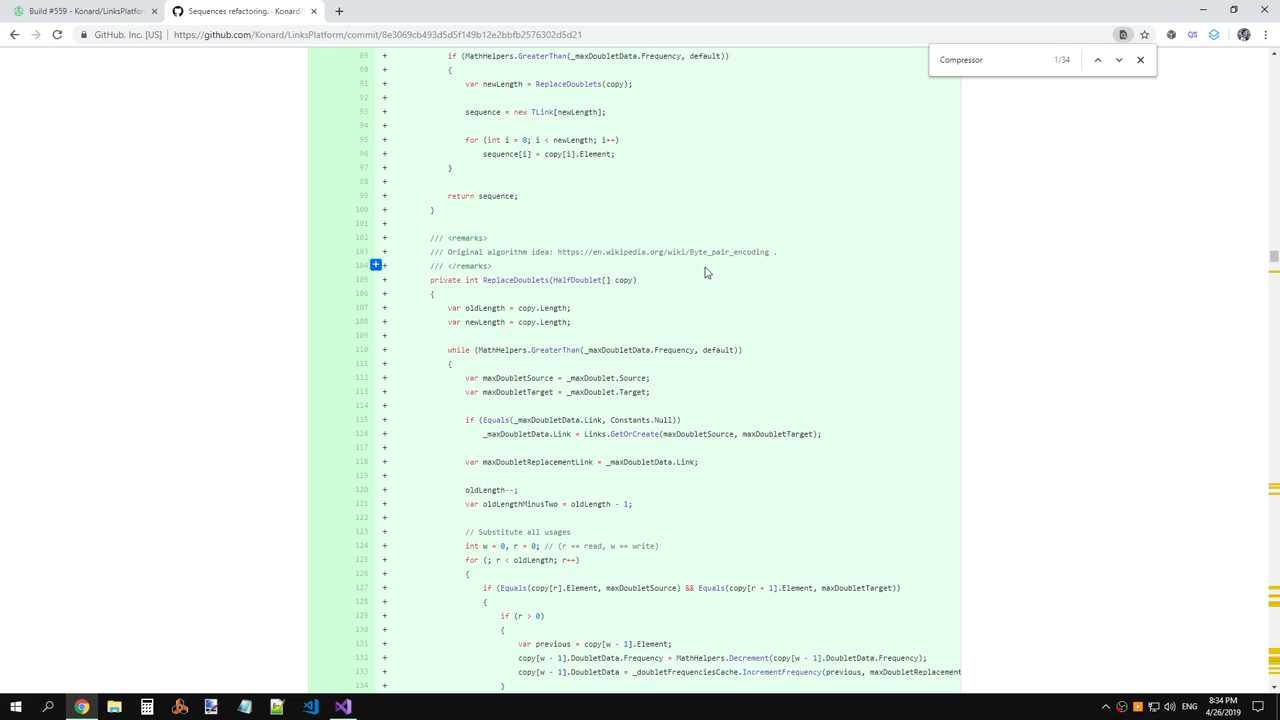 Build #559 - Konard/LinksPlatfor
Sequences refactoring. · Konard/
GitHub, Inc. [US] | https://github.com/Konard/LinksPlatform/commit/8e3069cb493d5d5f149b12e2bbfb2576302d5d21
Compressor 1/34
89 + if (MathHelpers.GreaterThan(_maxDoubletData.Frequency, default))
90 + {
91 + var newLength = ReplaceDoublets(copy);
92 +
93 + sequence = new TLink[newLength];
94 +
95 + for (int i = 0; i < newLength; i++)
96 + sequence[i] = copy[i].Element;
97 + }
98 +
99 + return sequence;
100 + }
101 +
102 + /// <remarks>
103 + /// Original algorithm idea: https://en.wikipedia.org/wiki/Byte_pair_encoding .
104 + /// </remarks>
105 + private int ReplaceDoublets(HalfDoublet[] copy)
106 + {
107 + var oldLength = copy.Length;
108 + var newLength = copy.Length;
109 +
110 + while (MathHelpers.GreaterThan(_maxDoubletData.Frequency, default))
111 + {
112 + var maxDoubletSource = _maxDoublet.Source;
113 + var maxDoubletTarget = _maxDoublet.Target;
114 +
115 + if (Equals(_maxDoubletData.Link, Constants.Null))
116 + _maxDoubletData.Link = Links.GetOrCreate(maxDoubletSource, maxDoubletTarget);
117 +
118 + var maxDoubletReplacementLink = _maxDoubletData.Link;
119 +
120 + oldLength--;
121 + var oldLengthMinusTwo = oldLength - 1;
122 +
123 + // Substitute all usages
124 + int w = 0, r = 0; // (r == read, w == write)
125 + for (; r < oldLength; r++)
126 + {
127 + if (Equals(copy[r].Element, maxDoubletSource) && Equals(copy[r + 1].Element, maxDoubletTarget))
128 + {
129 + if (r > 0)
130 + {
131 + var previous = copy[w - 1].Element;
132 + copy[w - 1].DoubletData.Frequency = MathHelpers.Decrement(copy[w - 1].DoubletData.Frequency);
133 + copy[w - 1].DoubletData = _doubletFrequenciesCache.IncrementFrequency(previous, maxDoubletReplacement
134 + }
ENG
8:34 PM
4/26/2019